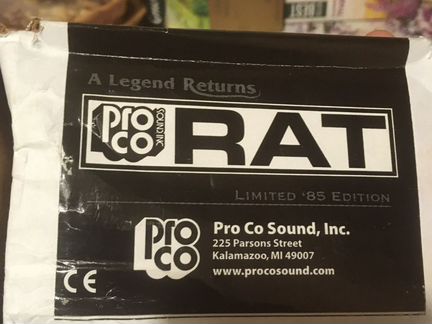 A Legend Returns
PRO CO SOUND INC. RAT
LIMITED '85 EDITION
PRO CO
Pro Co Sound, Inc.
225 Parsons Street
Kalamazoo, MI 49007
www.procosound.com
CE